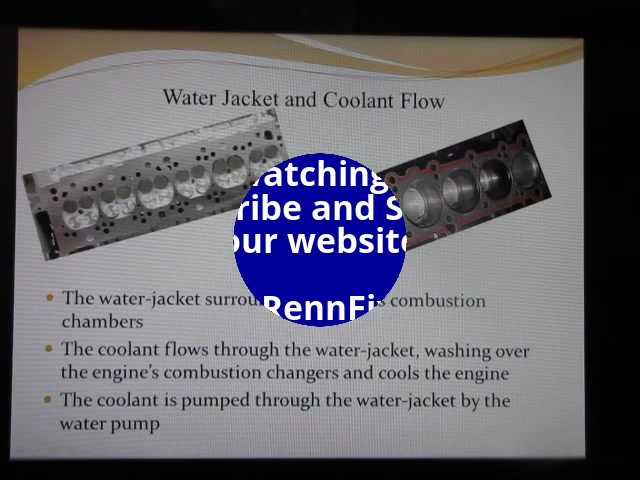 Water Jacket and Coolant Flow
atching
ribe and S
our website
RennFi
The water-jacket surrou s combustion
chambers
The coolant flows through the water-jacket, washing over
the engine's combustion changers and cools the engine
The coolant is pumped through the water-jacket by the
water pump